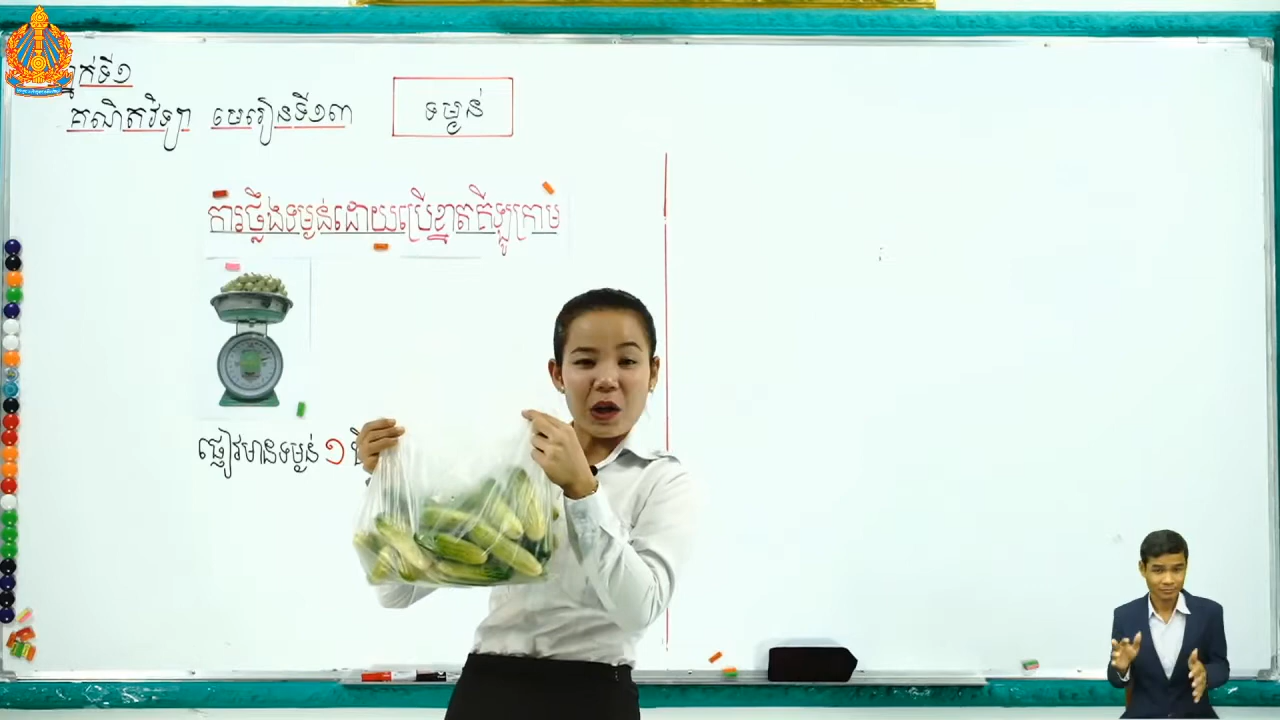 ថ្នាក់ទី១
គណិតវិទ្យា មេរៀនទី១៣
ទម្ងន់
ការថ្លឹងទម្ងន់ដោយប្រើខ្នាតគីឡូក្រាម
ផ្ញៀវមានទម្ងន់ ១